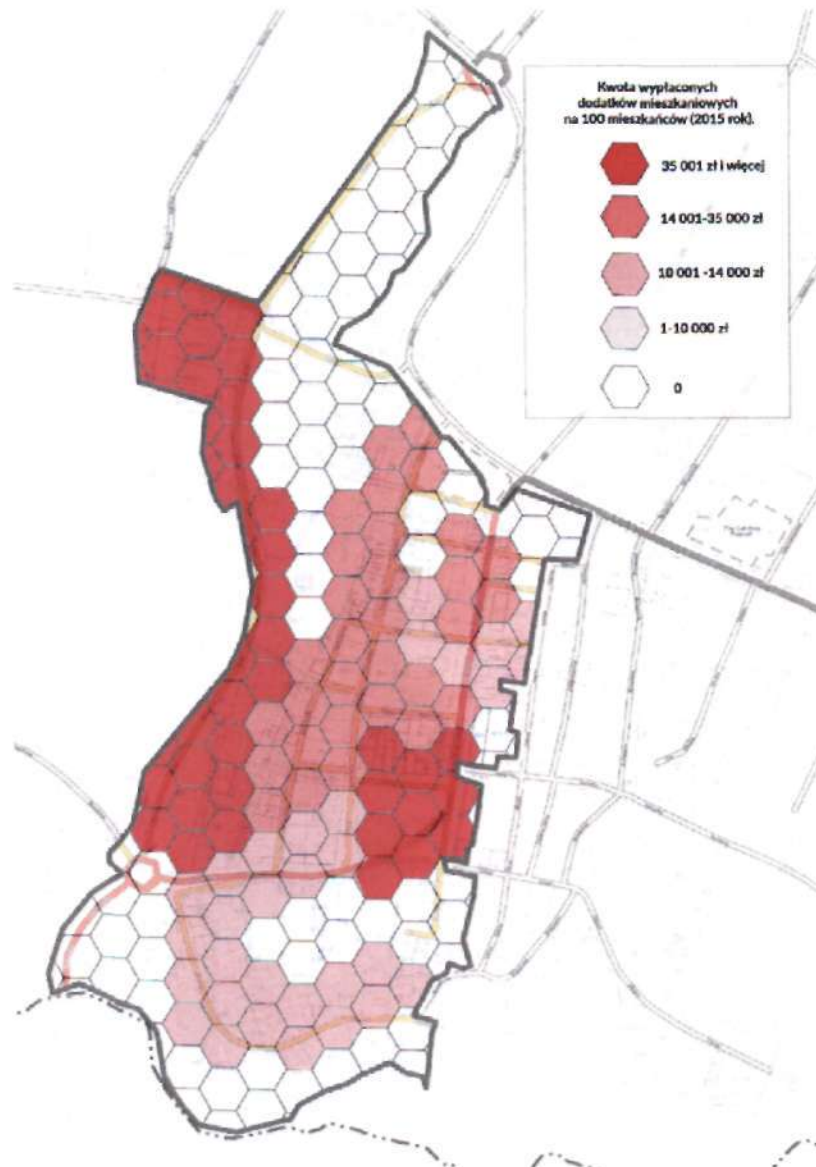 Kwota wypłaconych
dodatków mieszkaniowych
na 100 mieszkańców (2015 rok).
35 001 zł i więcej
14 001-35 000 zł
10 001 -14 000 zł
1-10 000 zł
0